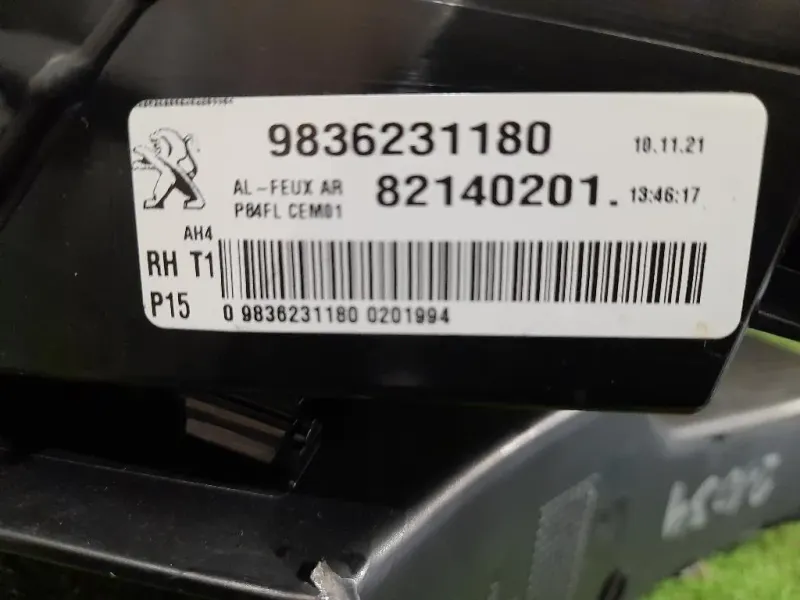 9836231180 10.11.21
AL-FEUX AR 82140201. 13:46:17
P84FL CEM01
AH4
RH T1
P15
0 9836231180 0201994